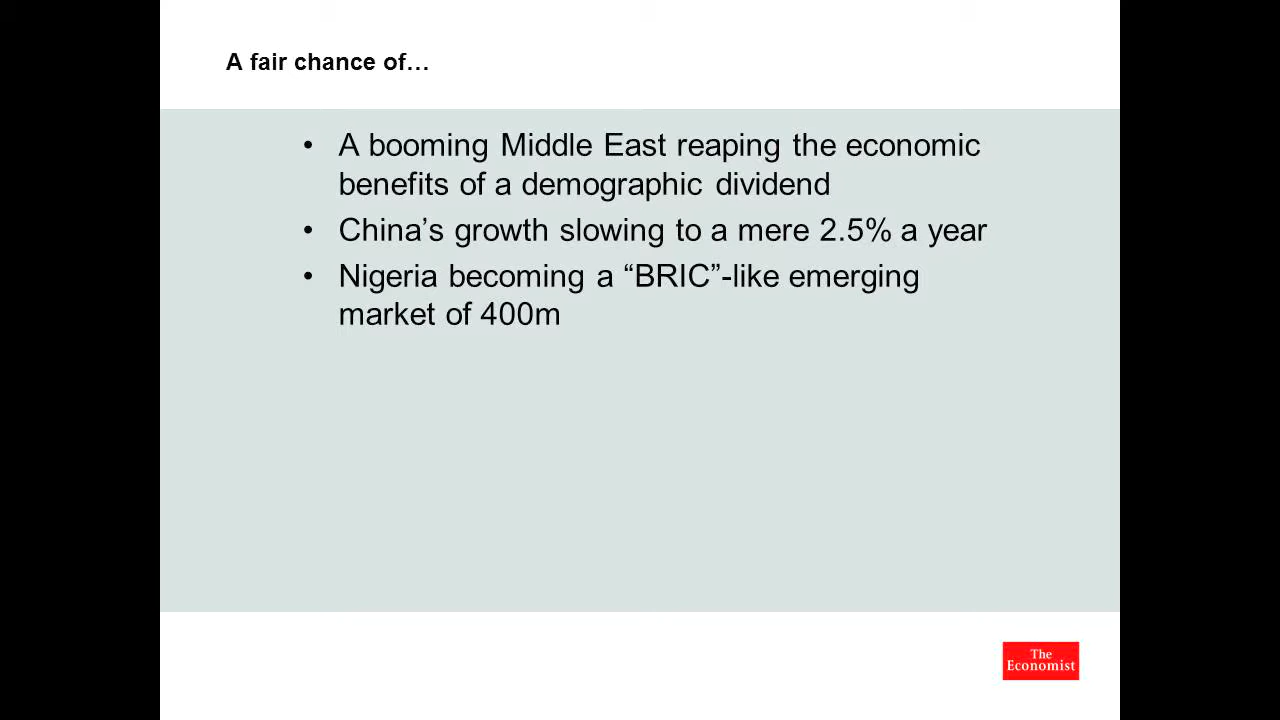 A fair chance of…
• A booming Middle East reaping the economic
benefits of a demographic dividend
• China’s growth slowing to a mere 2.5% a year
• Nigeria becoming a “BRIC”-like emerging
market of 400m
The
Economist